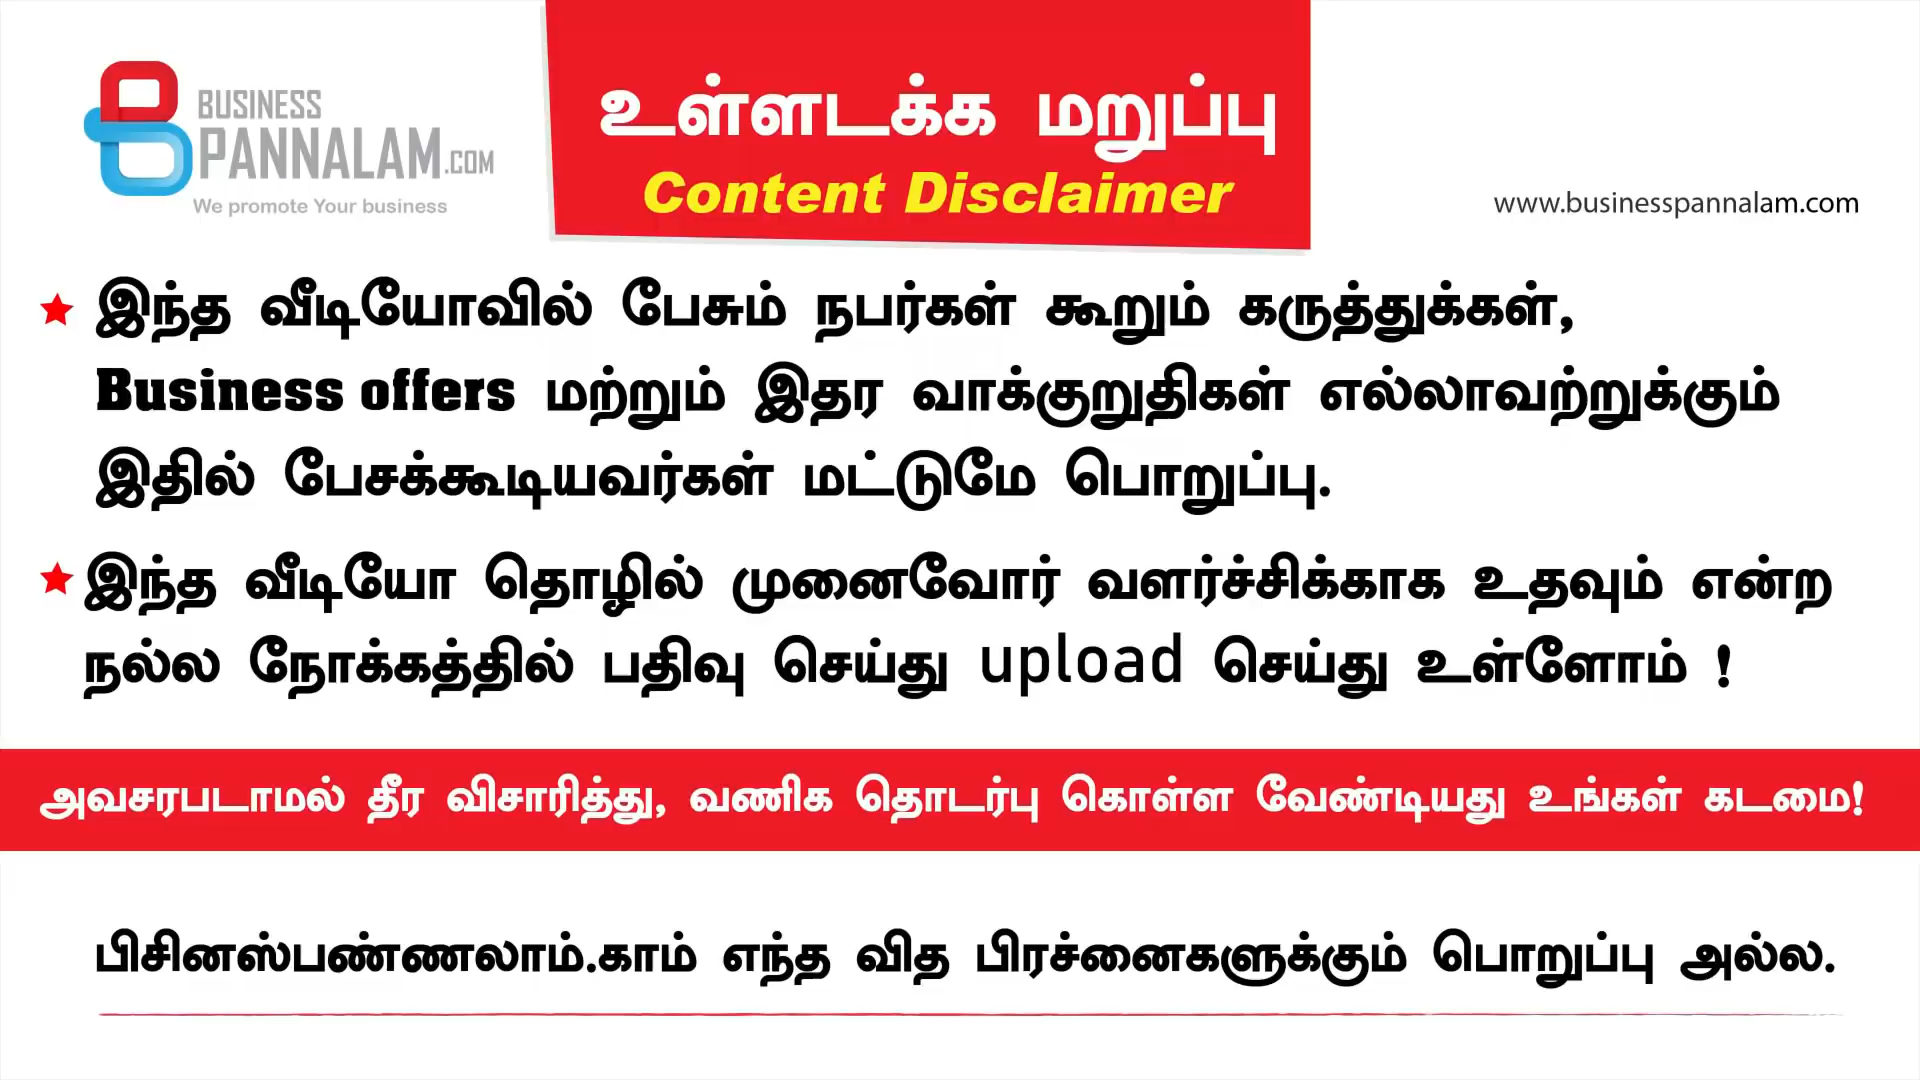 BUSINESS
PANNALAM.COM
We promote Your business
உள்ளடக்க மறுப்பு
Content Disclaimer
www.businesspannalam.com
இந்த வீடியோவில் பேசும் நபர்கள் கூறும் கருத்துக்கள்,
Business offers மற்றும் இதர வாக்குறுதிகள் எல்லாவற்றுக்கும்
இதில் பேசக்கூடியவர்கள் மட்டுமே பொறுப்பு.
இந்த வீடியோ தொழில் முனைவோர் வளர்ச்சிக்காக உதவும் என்ற
நல்ல நோக்கத்தில் பதிவு செய்து upload செய்து உள்ளோம் !
அவசரபடாமல் தீர விசாரித்து, வணிக தொடர்பு கொள்ள வேண்டியது உங்கள் கடமை!
பிசினஸ்பண்ணலாம்.காம் எந்த வித பிரச்னைகளுக்கும் பொறுப்பு அல்ல.